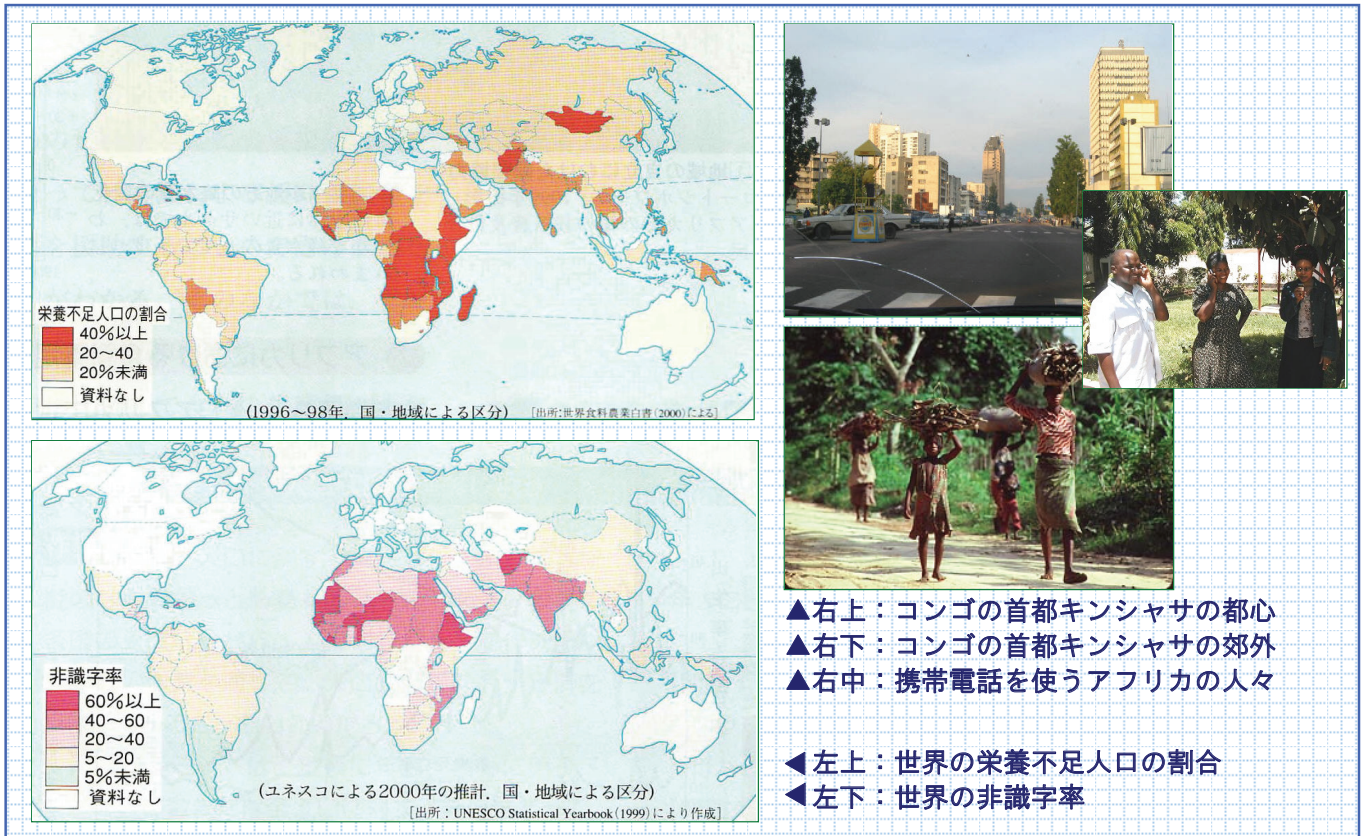 栄養不足人口の割合
40%以上
20～40
20%未満
資料なし
(1996～98年．国・地域による区分)
[出所:世界食料農業白書(2000)による]
非識字率
60%以上
40～60
20～40
5～20
5%未満
資料なし
(ユネスコによる2000年の推計．国・地域による区分)
[出所：UNESCO Statistical Yearbook(1999)により作成]
▲右上：コンゴの首都キンシャサの都心
▲右下：コンゴの首都キンシャサの郊外
▲右中：携帯電話を使うアフリカの人々
◀左上：世界の栄養不足人口の割合
◀左下：世界の非識字率